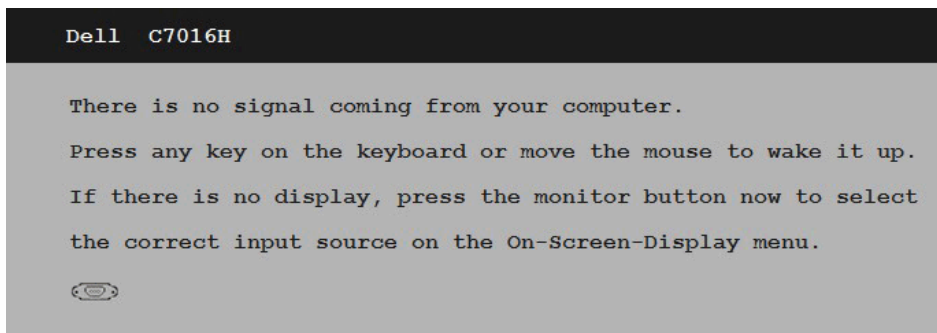 Dell C7016H
There is no signal coming from your computer.
Press any key on the keyboard or move the mouse to wake it up.
If there is no display, press the monitor button now to select
the correct input source on the On-Screen-Display menu.